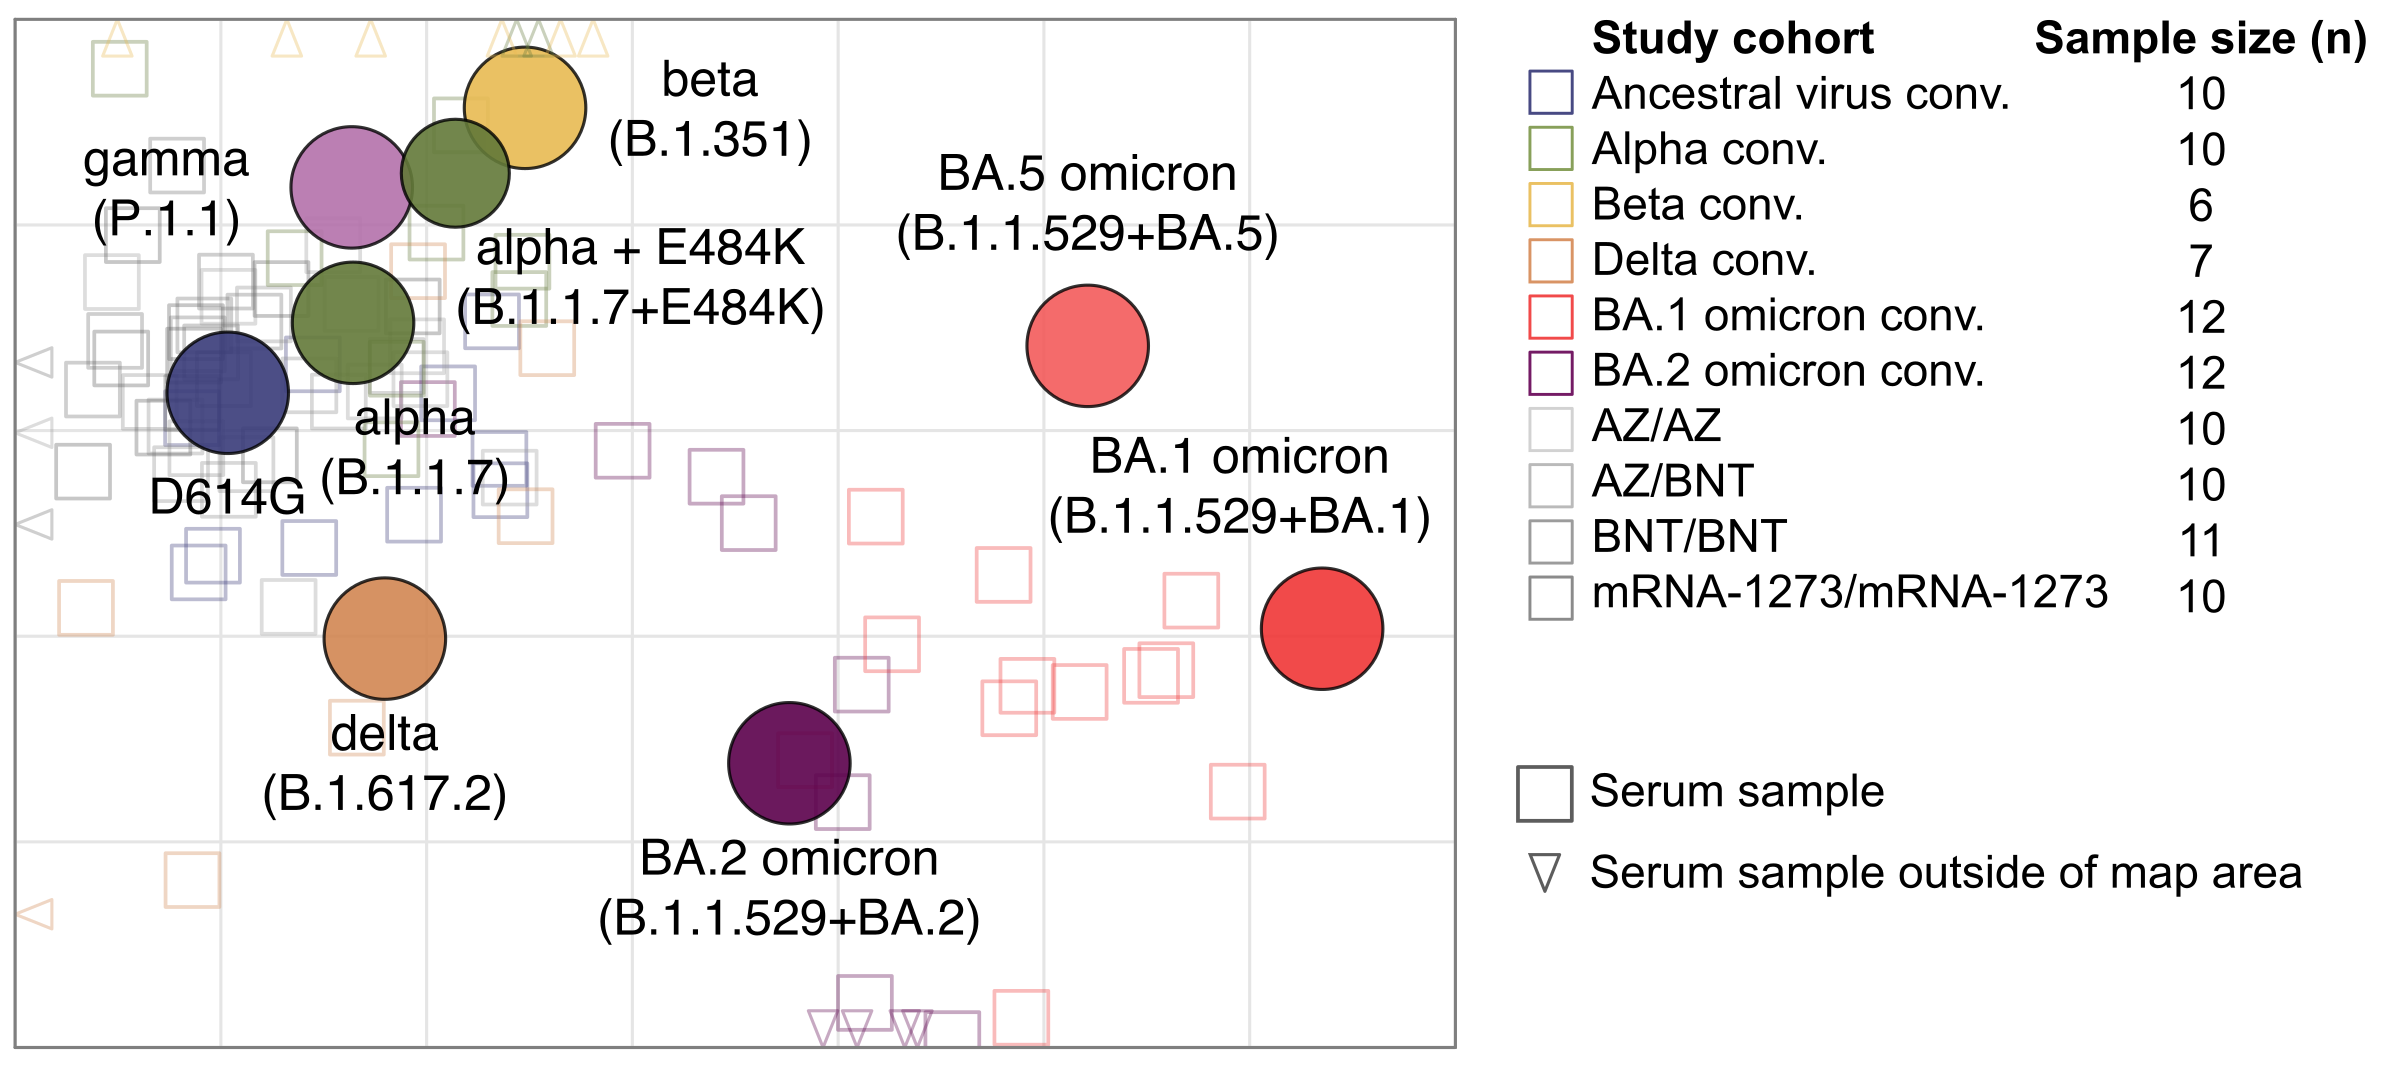 beta
(B.1.351)
gamma
(P.1.1)
BA.5 omicron
(B.1.1.529+BA.5)
alpha + E484K
(B.1.1.7+E484K)
alpha
(B.1.1.7)
D614G
BA.1 omicron
(B.1.1.529+BA.1)
delta
(B.1.617.2)
BA.2 omicron
(B.1.1.529+BA.2)
Study cohort Sample size (n)
Ancestral virus conv. 10
Alpha conv. 10
Beta conv. 6
Delta conv. 7
BA.1 omicron conv. 12
BA.2 omicron conv. 12
AZ/AZ 10
AZ/BNT 10
BNT/BNT 11
mRNA-1273/mRNA-1273 10
Serum sample
Serum sample outside of map area